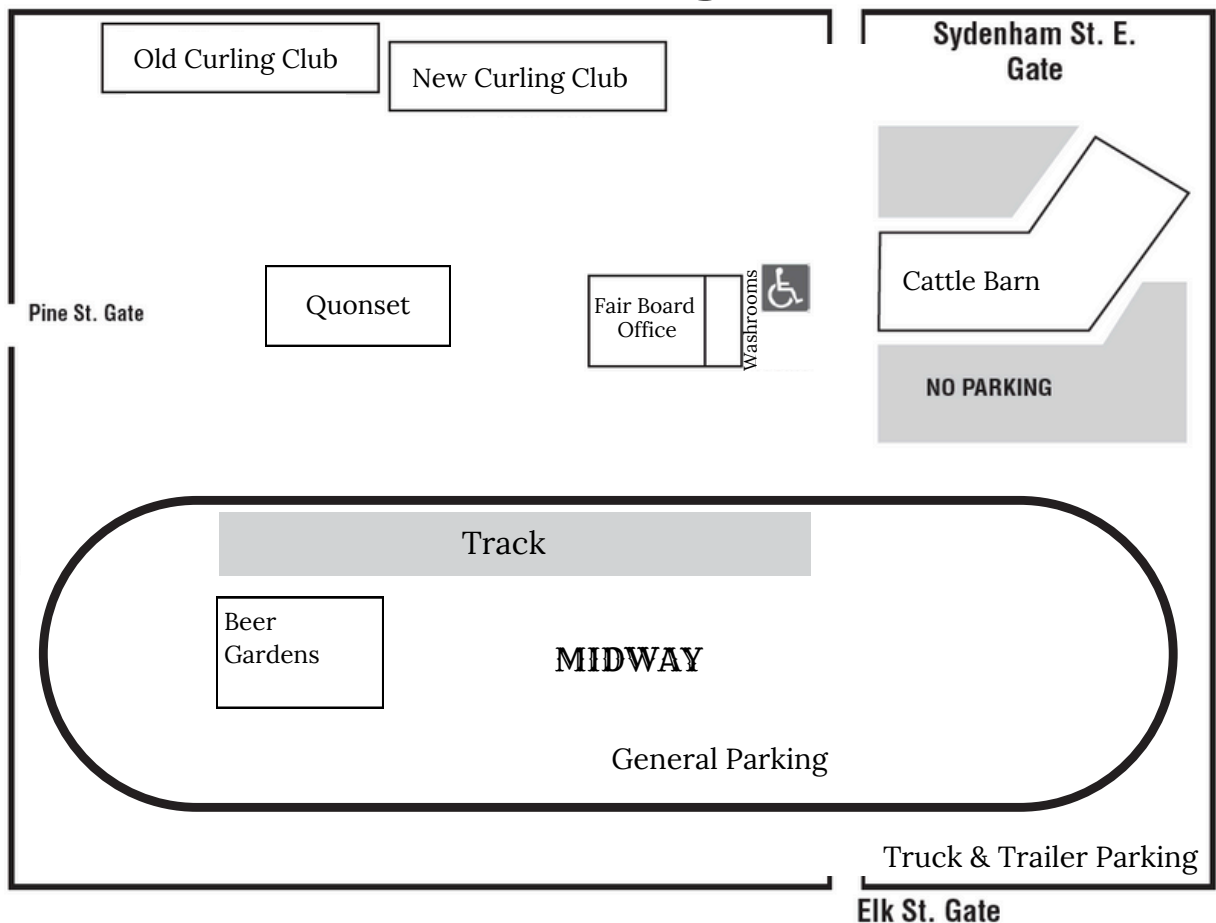 Sydenham St. E.
Gate
Old Curling Club
New Curling Club
Cattle Barn
Quonset
Fair Board
Office
Washrooms
Pine St. Gate
NO PARKING
Track
Beer
Gardens
MIDWAY
General Parking
Truck & Trailer Parking
Elk St. Gate